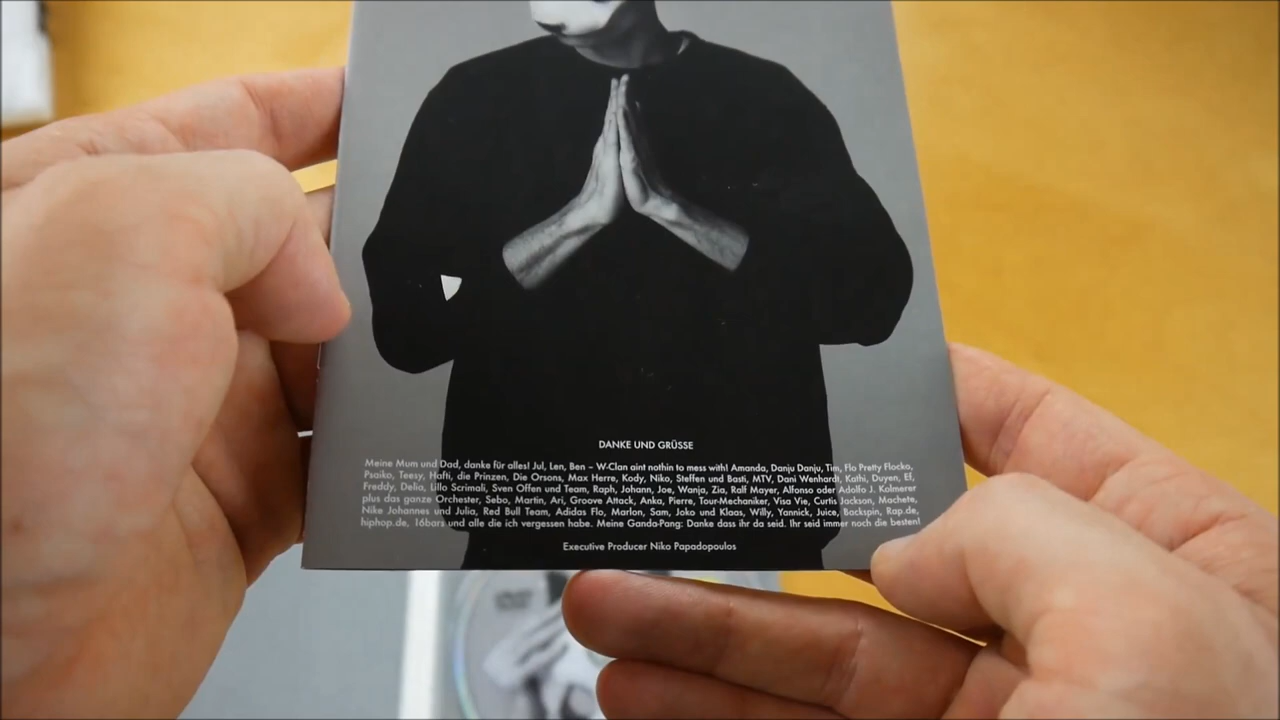 DANKE UND GRÜSSE
Meine Mum und Dad, danke für alles! Jul, Len, Ben – W-Clan aint nothin to mess with! Amanda, Danju Danju, Tim, Flo Pretty Flocko,
Psaiko, Teesy, Hafti, die Prinzen, Die Orsons, Max Herre, Kody, Niko, Steffen und Basti, MTV, Dani Wenhardt, Kathi, Duyen, Ef,
Freddy, Delia, Lillo Scrimali, Sven Offen und Team, Raph, Johann, Joe, Wanja, Zia, Ralf Mayer, Alfonso oder Adolfo J. Kolmerer
plus das ganze Orchester, Sebo, Martin, Ari, Groove Attack, Anka, Pierre, Tour-Mechaniker, Visa Vie, Curtis Jackson, Machete,
Nike Johannes und Julia, Red Bull Team, Adidas Flo, Marlon, Sam, Joko und Klaas, Willy, Yannick, Juice, Backspin, Rap.de,
hiphop.de, 16bars und alle die ich vergessen habe. Meine Ganda-Pang: Danke dass ihr da seid. Ihr seid immer noch die besten!
Executive Producer Niko Papadopoulos